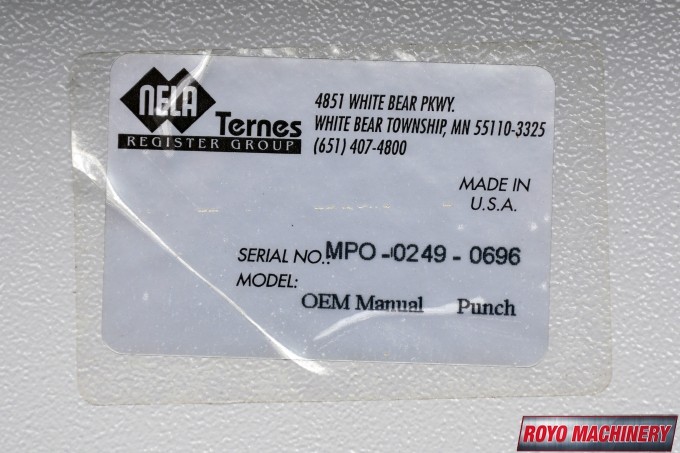 NELA
Ternes
REGISTER GROUP
4851 WHITE BEAR PKWY.
WHITE BEAR TOWNSHIP, MN 55110-3325
(651) 407-4800
MADE IN
U.S.A.
SERIAL NO.: MPO-0249-0696
MODEL:
OEM Manual Punch
ROYO MACHINERY